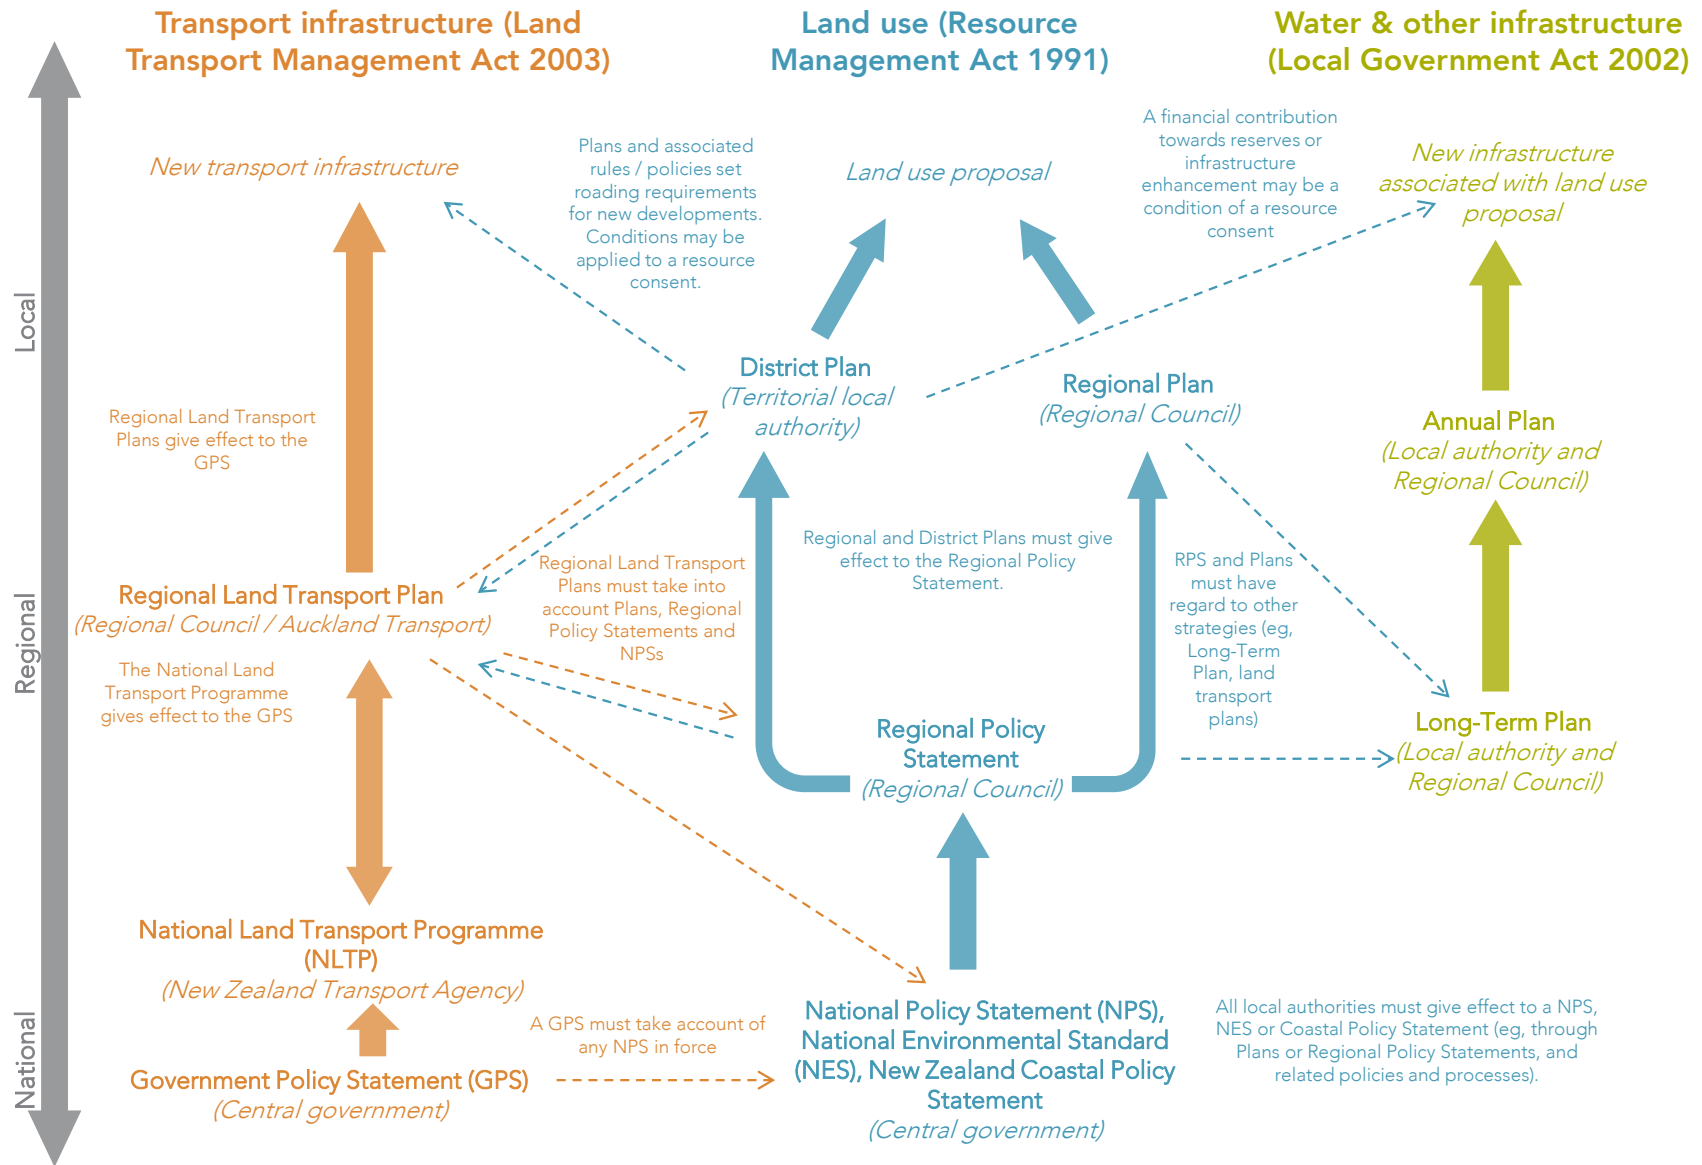 Transport infrastructure (Land
Transport Management Act 2003)
Land use (Resource
Management Act 1991)
Water & other infrastructure
(Local Government Act 2002)
New transport infrastructure
Plans and associated
rules / policies set
roading requirements
for new developments.
Conditions may be
applied to a resource
consent.
Land use proposal
A financial contribution
towards reserves or
infrastructure
enhancement may be a
condition of a resource
consent
New infrastructure
associated with land use
proposal
Local
District Plan
(Territorial local
authority)
Regional Plan
(Regional Council)
Annual Plan
(Local authority and
Regional Council)
Regional Land Transport
Plans give effect to the
GPS
Regional Land Transport
Plans must take into
account Plans, Regional
Policy Statements and
NPSs
Regional and District Plans must give
effect to the Regional Policy
Statement.
RPS and Plans
must have
regard to other
strategies (eg,
Long-Term
Plan, land
transport
plans)
Regional
Regional Land Transport Plan
(Regional Council / Auckland Transport)
The National Land
Transport Programme
gives effect to the GPS
Regional Policy
Statement
(Regional Council)
Long-Term Plan
(Local authority and
Regional Council)
National Land Transport Programme
(NLTP)
(New Zealand Transport Agency)
National
A GPS must take account of
any NPS in force
Government Policy Statement (GPS)
(Central government)
National Policy Statement (NPS),
National Environmental Standard
(NES), New Zealand Coastal Policy
Statement
(Central government)
All local authorities must give effect to a NPS,
NES or Coastal Policy Statement (eg, through
Plans or Regional Policy Statements, and
related policies and processes).